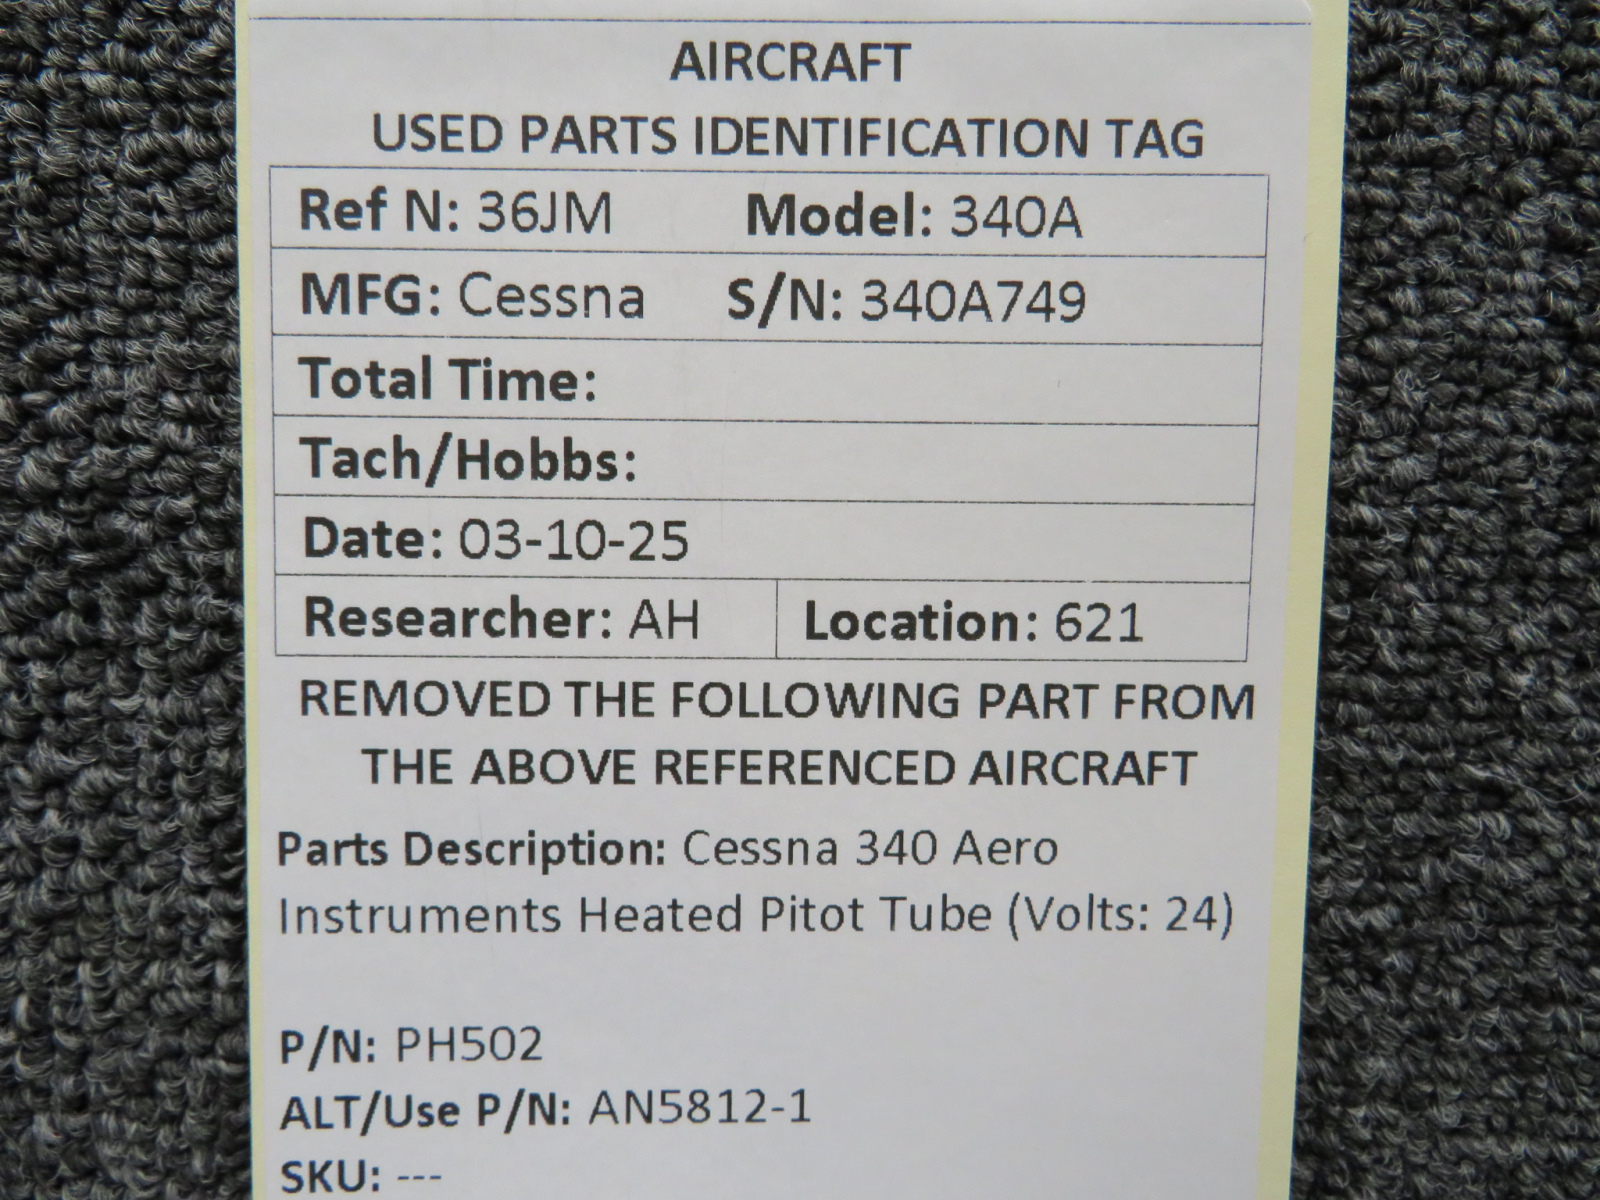 AIRCRAFT
USED PARTS IDENTIFICATION TAG
Ref N: 36JM Model: 340A
MFG: Cessna S/N: 340A749
Total Time:
Tach/Hobbs:
Date: 03-10-25
Researcher: AH Location: 621
REMOVED THE FOLLOWING PART FROM
THE ABOVE REFERENCED AIRCRAFT
Parts Description: Cessna 340 Aero
Instruments Heated Pitot Tube (Volts: 24)
P/N: PH502
ALT/Use P/N: AN5812-1
SKU: ---